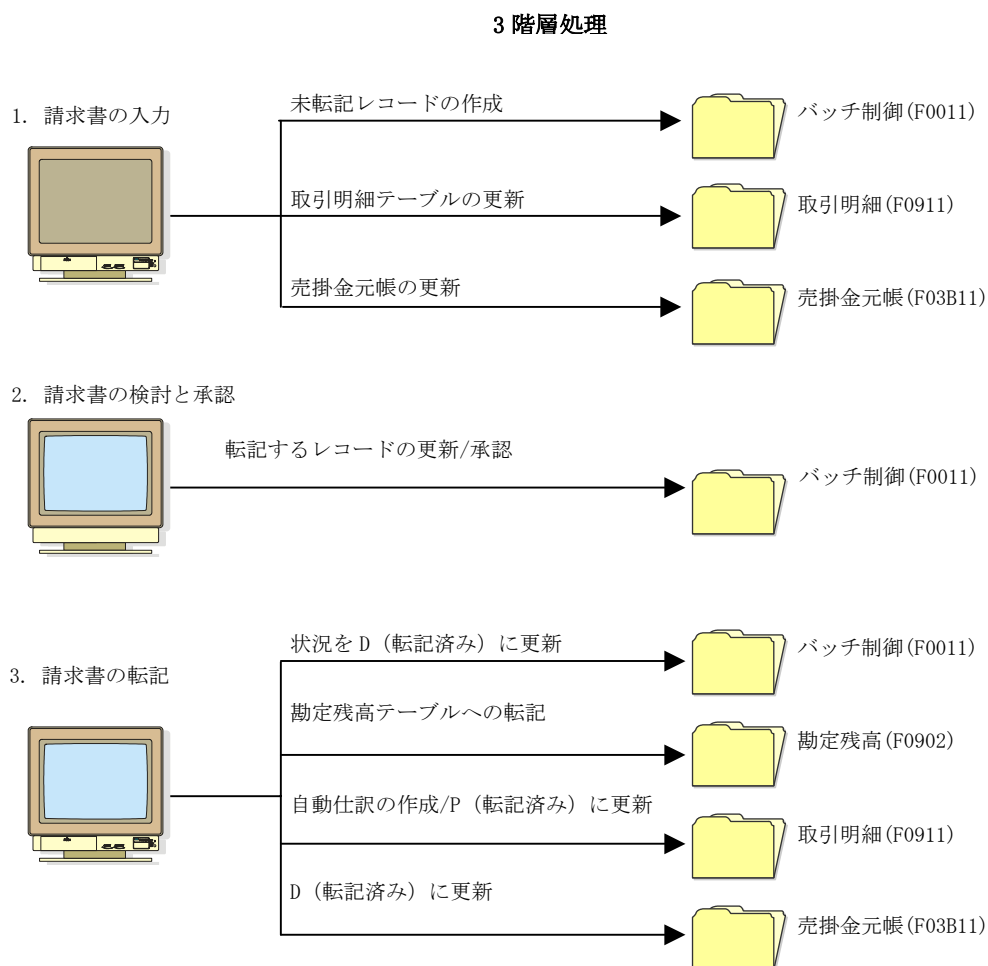 3 階層処理
1. 請求書の入力
未転記レコードの作成
バッチ制御(F0011)
取引明細テーブルの更新
取引明細(F0911)
売掛金元帳の更新
売掛金元帳(F03B11)
2. 請求書の検討と承認
転記するレコードの更新/承認
バッチ制御(F0011)
3. 請求書の転記
状況を D（転記済み）に更新
バッチ制御(F0011)
勘定残高テーブルへの転記
勘定残高(F0902)
自動仕訳の作成/P（転記済み）に更新
取引明細(F0911)
D（転記済み）に更新
売掛金元帳(F03B11)